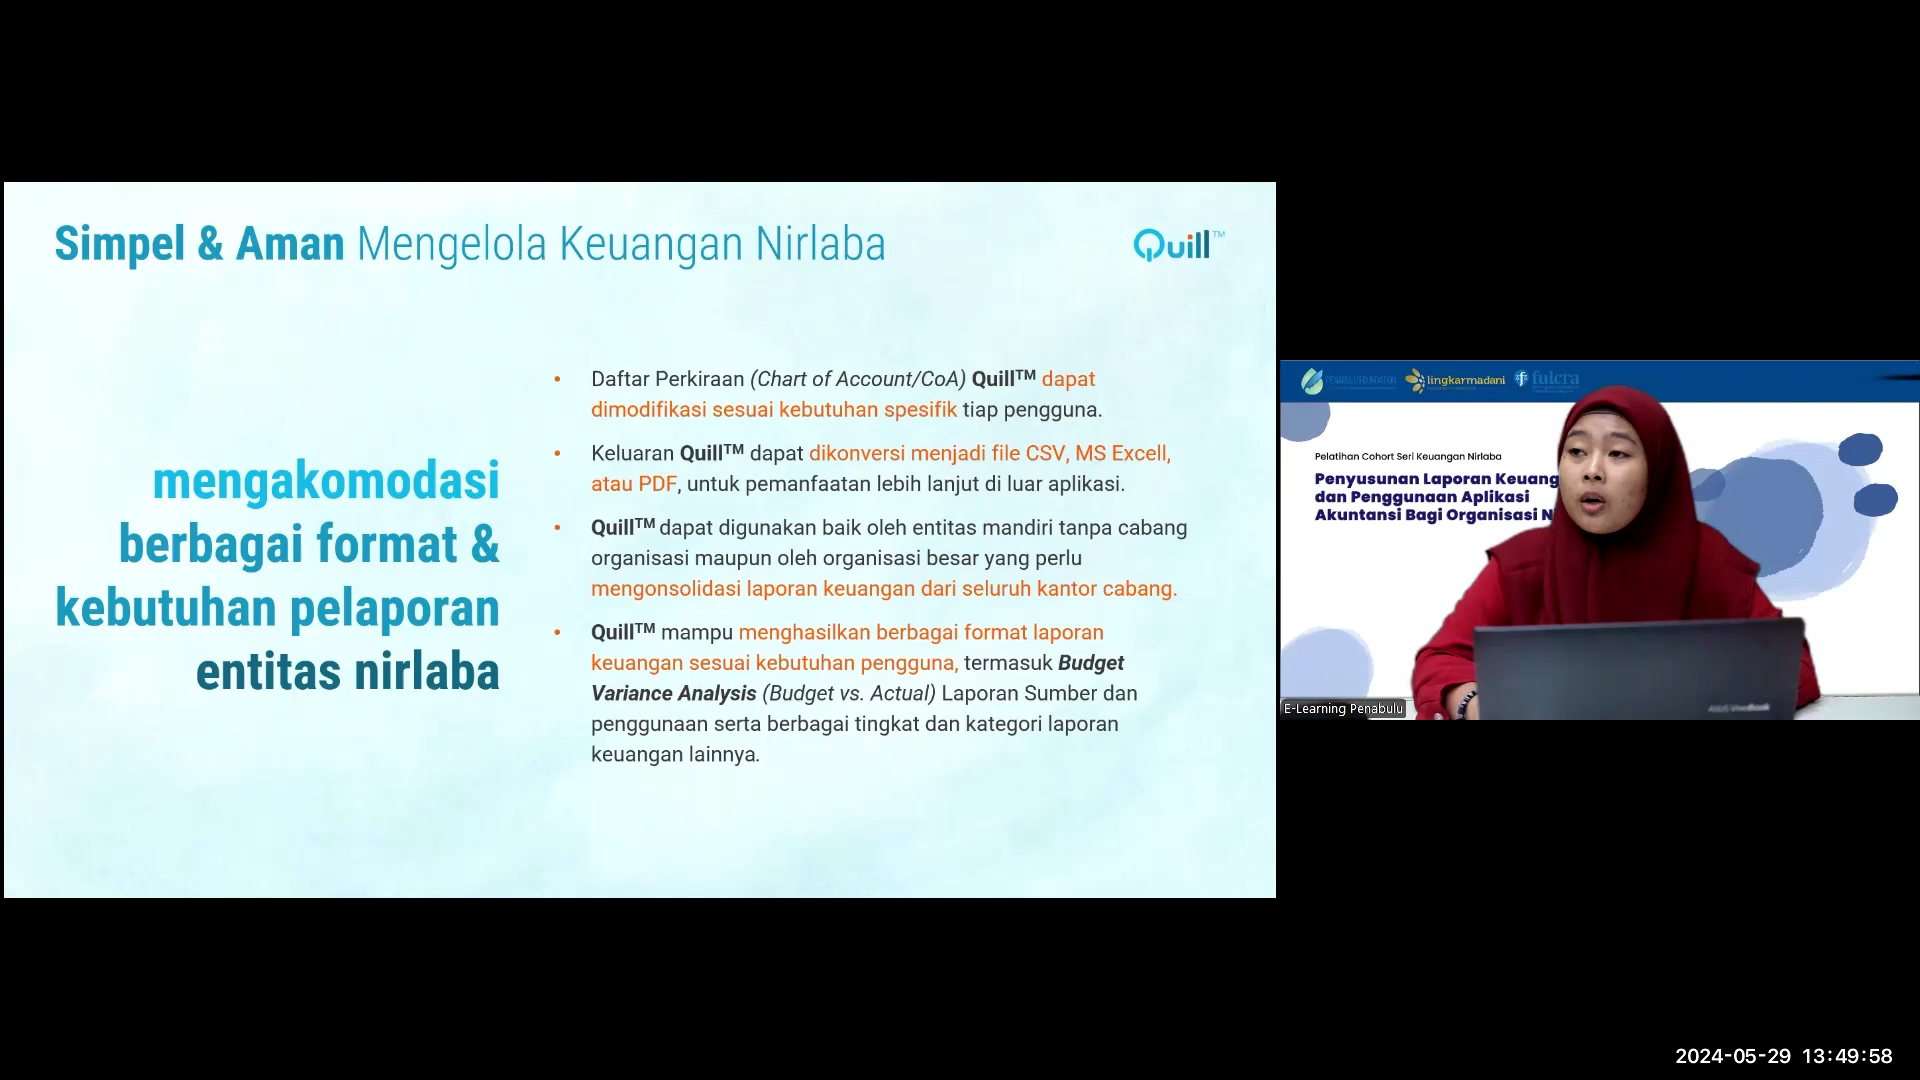 Simpel & Aman Mengelola Keuangan Nirlaba
Quill™
mengakomodasi
berbagai format &
kebutuhan pelaporan
entitas nirlaba
• Daftar Perkiraan (Chart of Account/CoA) Quill™ dapat
dimodifikasi sesuai kebutuhan spesifik tiap pengguna.
• Keluaran Quill™ dapat dikonversi menjadi file CSV, MS Excell,
atau PDF, untuk pemanfaatan lebih lanjut di luar aplikasi.
• Quill™ dapat digunakan baik oleh entitas mandiri tanpa cabang
organisasi maupun oleh organisasi besar yang perlu
mengonsolidasi laporan keuangan dari seluruh kantor cabang.
• Quill™ mampu menghasilkan berbagai format laporan
keuangan sesuai kebutuhan pengguna, termasuk Budget
Variance Analysis (Budget vs. Actual) Laporan Sumber dan
penggunaan serta berbagai tingkat dan kategori laporan
keuangan lainnya.
PENABULU FOUNDATION
lingkarmadani
fulcra
Pelatihan Cohort Seri Keuangan Nirlaba
Penyusunan Laporan Keuang
dan Penggunaan Aplikasi
Akuntansi Bagi Organisasi N
ASUS VivoBook
E-Learning Penabulu
2024-05-29 13:49:58